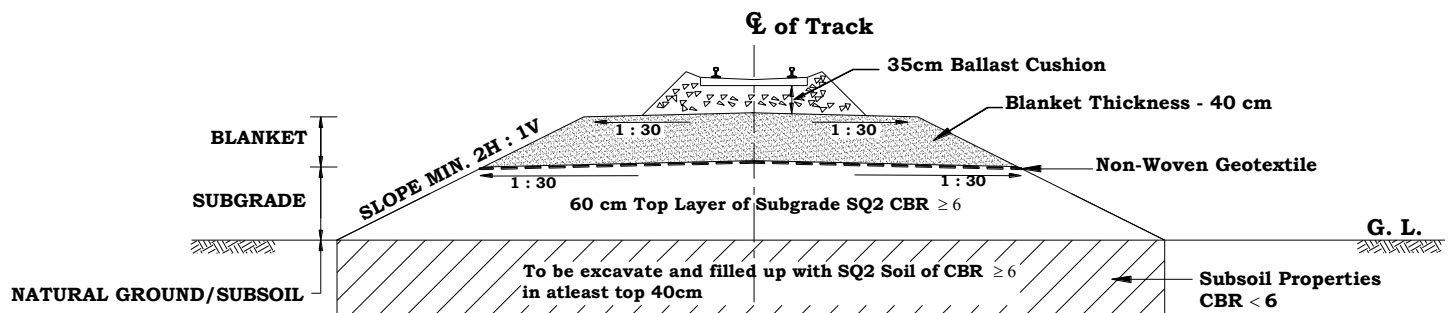 ℄ of Track
35cm Ballast Cushion
Blanket Thickness - 40 cm
1 : 30
1 : 30
BLANKET
SLOPE MIN. 2H : 1V
Non-Woven Geotextile
1 : 30
1 : 30
SUBGRADE
60 cm Top Layer of Subgrade SQ2 CBR ≥ 6
G. L.
To be excavate and filled up with SQ2 Soil of CBR ≥ 6
in atleast top 40cm
Subsoil Properties
CBR < 6
NATURAL GROUND/SUBSOIL